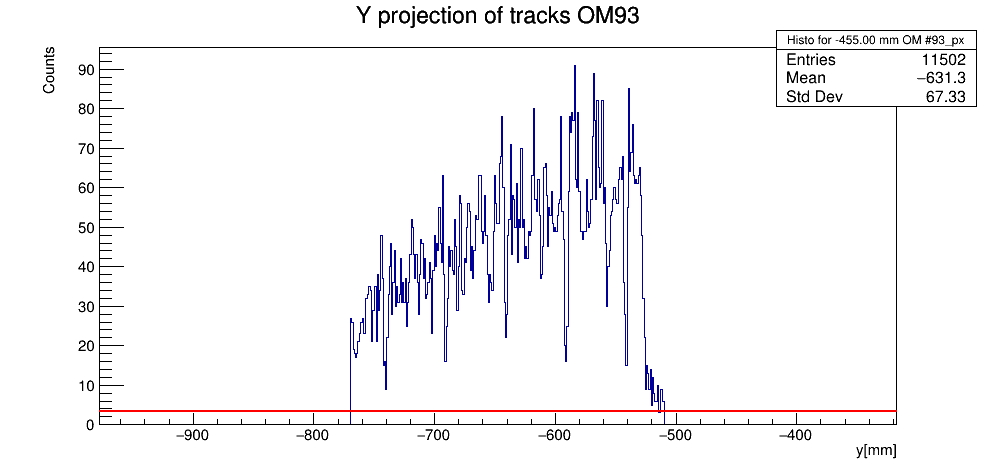 Y projection of tracks OM93
Histo for -455.00 mm OM #93_px
Entries 11502
Mean −631.3
Std Dev 67.33
Counts
90
80
70
60
50
40
30
20
10
0
−900 −800 −700 −600 −500 −400
y[mm]